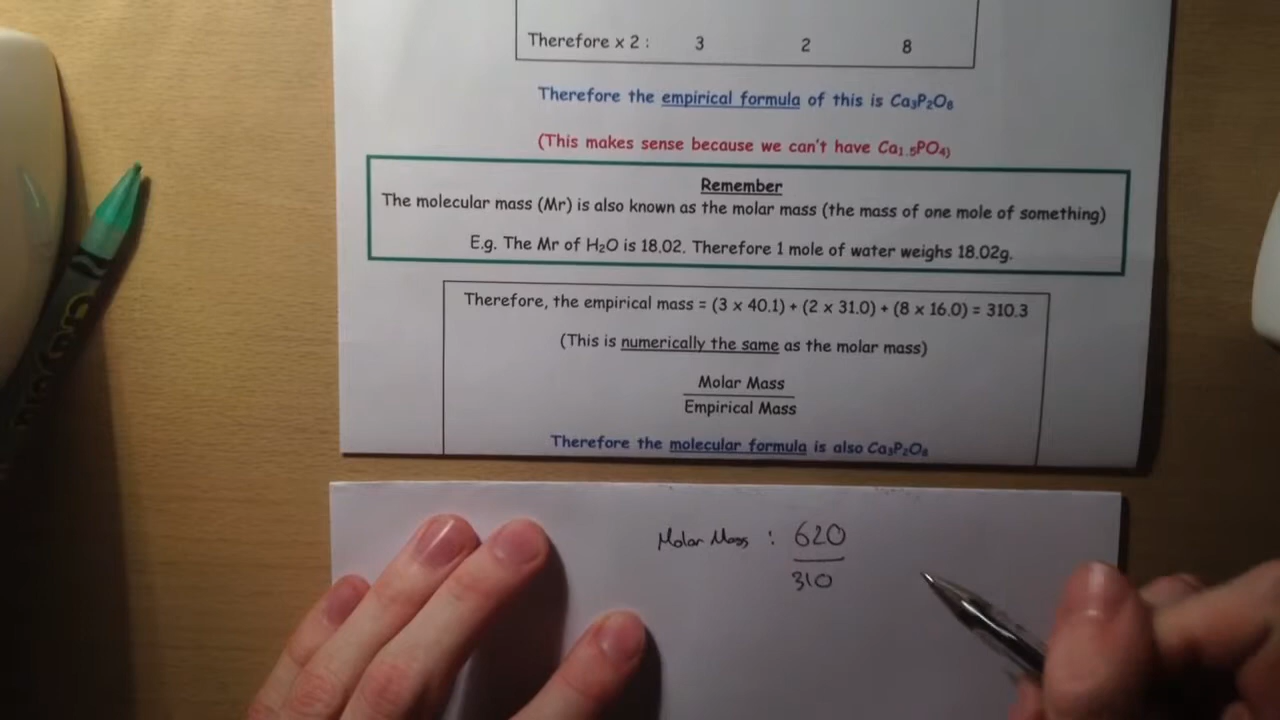 Therefore x 2 : 3 2 8
Therefore the empirical formula of this is Ca₃P₂O₈
(This makes sense because we can't have Ca₁.₅PO₄)
Remember
The molecular mass (Mr) is also known as the molar mass (the mass of one mole of something)
E.g. The Mr of H₂O is 18.02. Therefore 1 mole of water weighs 18.02g.
Therefore, the empirical mass = (3 x 40.1) + (2 x 31.0) + (8 x 16.0) = 310.3
(This is numerically the same as the molar mass)
Molar Mass
Empirical Mass
Therefore the molecular formula is also Ca₃P₂O₈
Molar Mass : 620
310